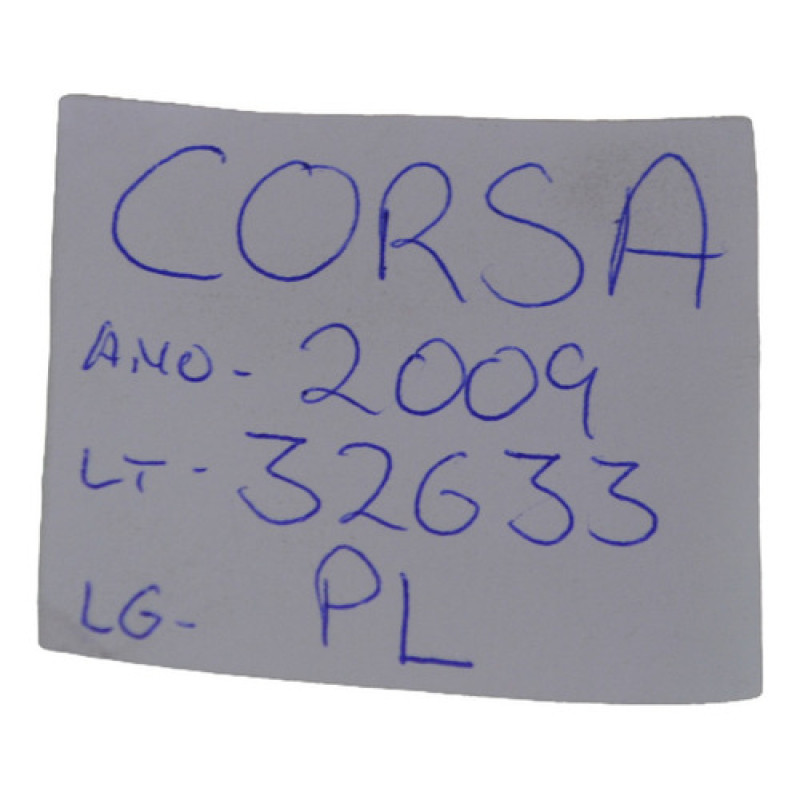 CORSA
ANO- 2009
LT- 32633
LG- PL